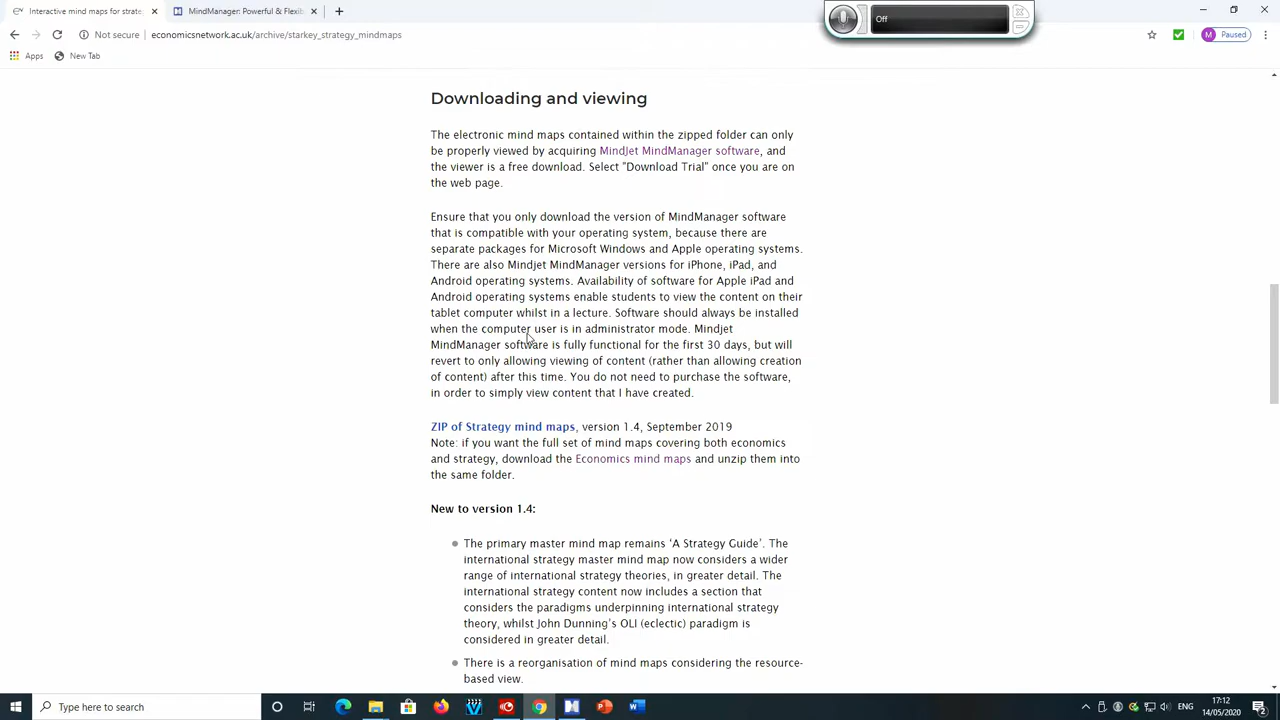 Interactive mind maps for strate
MindManager: Powerful & Flexib
Off
Not sec
nnetwork.ac.uk/archive/
strategy_mindmaps
Paused
Apps
New Tab
Downloading and viewing
The electronic mind maps contained within the zipped folder can only
be properly viewed by acquiring MindJet MindManager software, and
the viewer is a free download. Select "Download Trial" once you are on
the web page.
Ensure that you only download the version of MindManager software
that is compatible with your operating system, because there are
separate packages for Microsoft Windows and Apple operating systems.
There are also Mindjet MindManager versions for iPhone, iPad, and
Android operating systems. Availability of software for Apple iPad and
Android operating systems enable students to view the content on their
tablet computer whilst in a lecture. Software should always be installed
when the computer user is in administrator mode. Mindjet
MindManager software is fully functional for the first 30 days, but will
revert to only allowing viewing of content (rather than allowing creation
of content) after this time. You do not need to purchase the software,
in order to simply view content that I have created.
ZIP of Strategy mind maps, version 1.4, September 2019
Note: if you want the full set of mind maps covering both economics
and strategy, download the Economics mind maps and unzip them into
the same folder.
New to version 1.4:
The primary master mind map remains ‘A Strategy Guide’. The
international strategy master mind map now considers a wider
range of international strategy theories, in greater detail. The
international strategy content now includes a section that
considers the paradigms underpinning international strategy
theory, whilst John Dunning’s OLI (eclectic) paradigm is
considered in greater detail.
There is a reorganisation of mind maps considering the resource-
based view.
Type here to search
ENG
17:12
14/05/2020